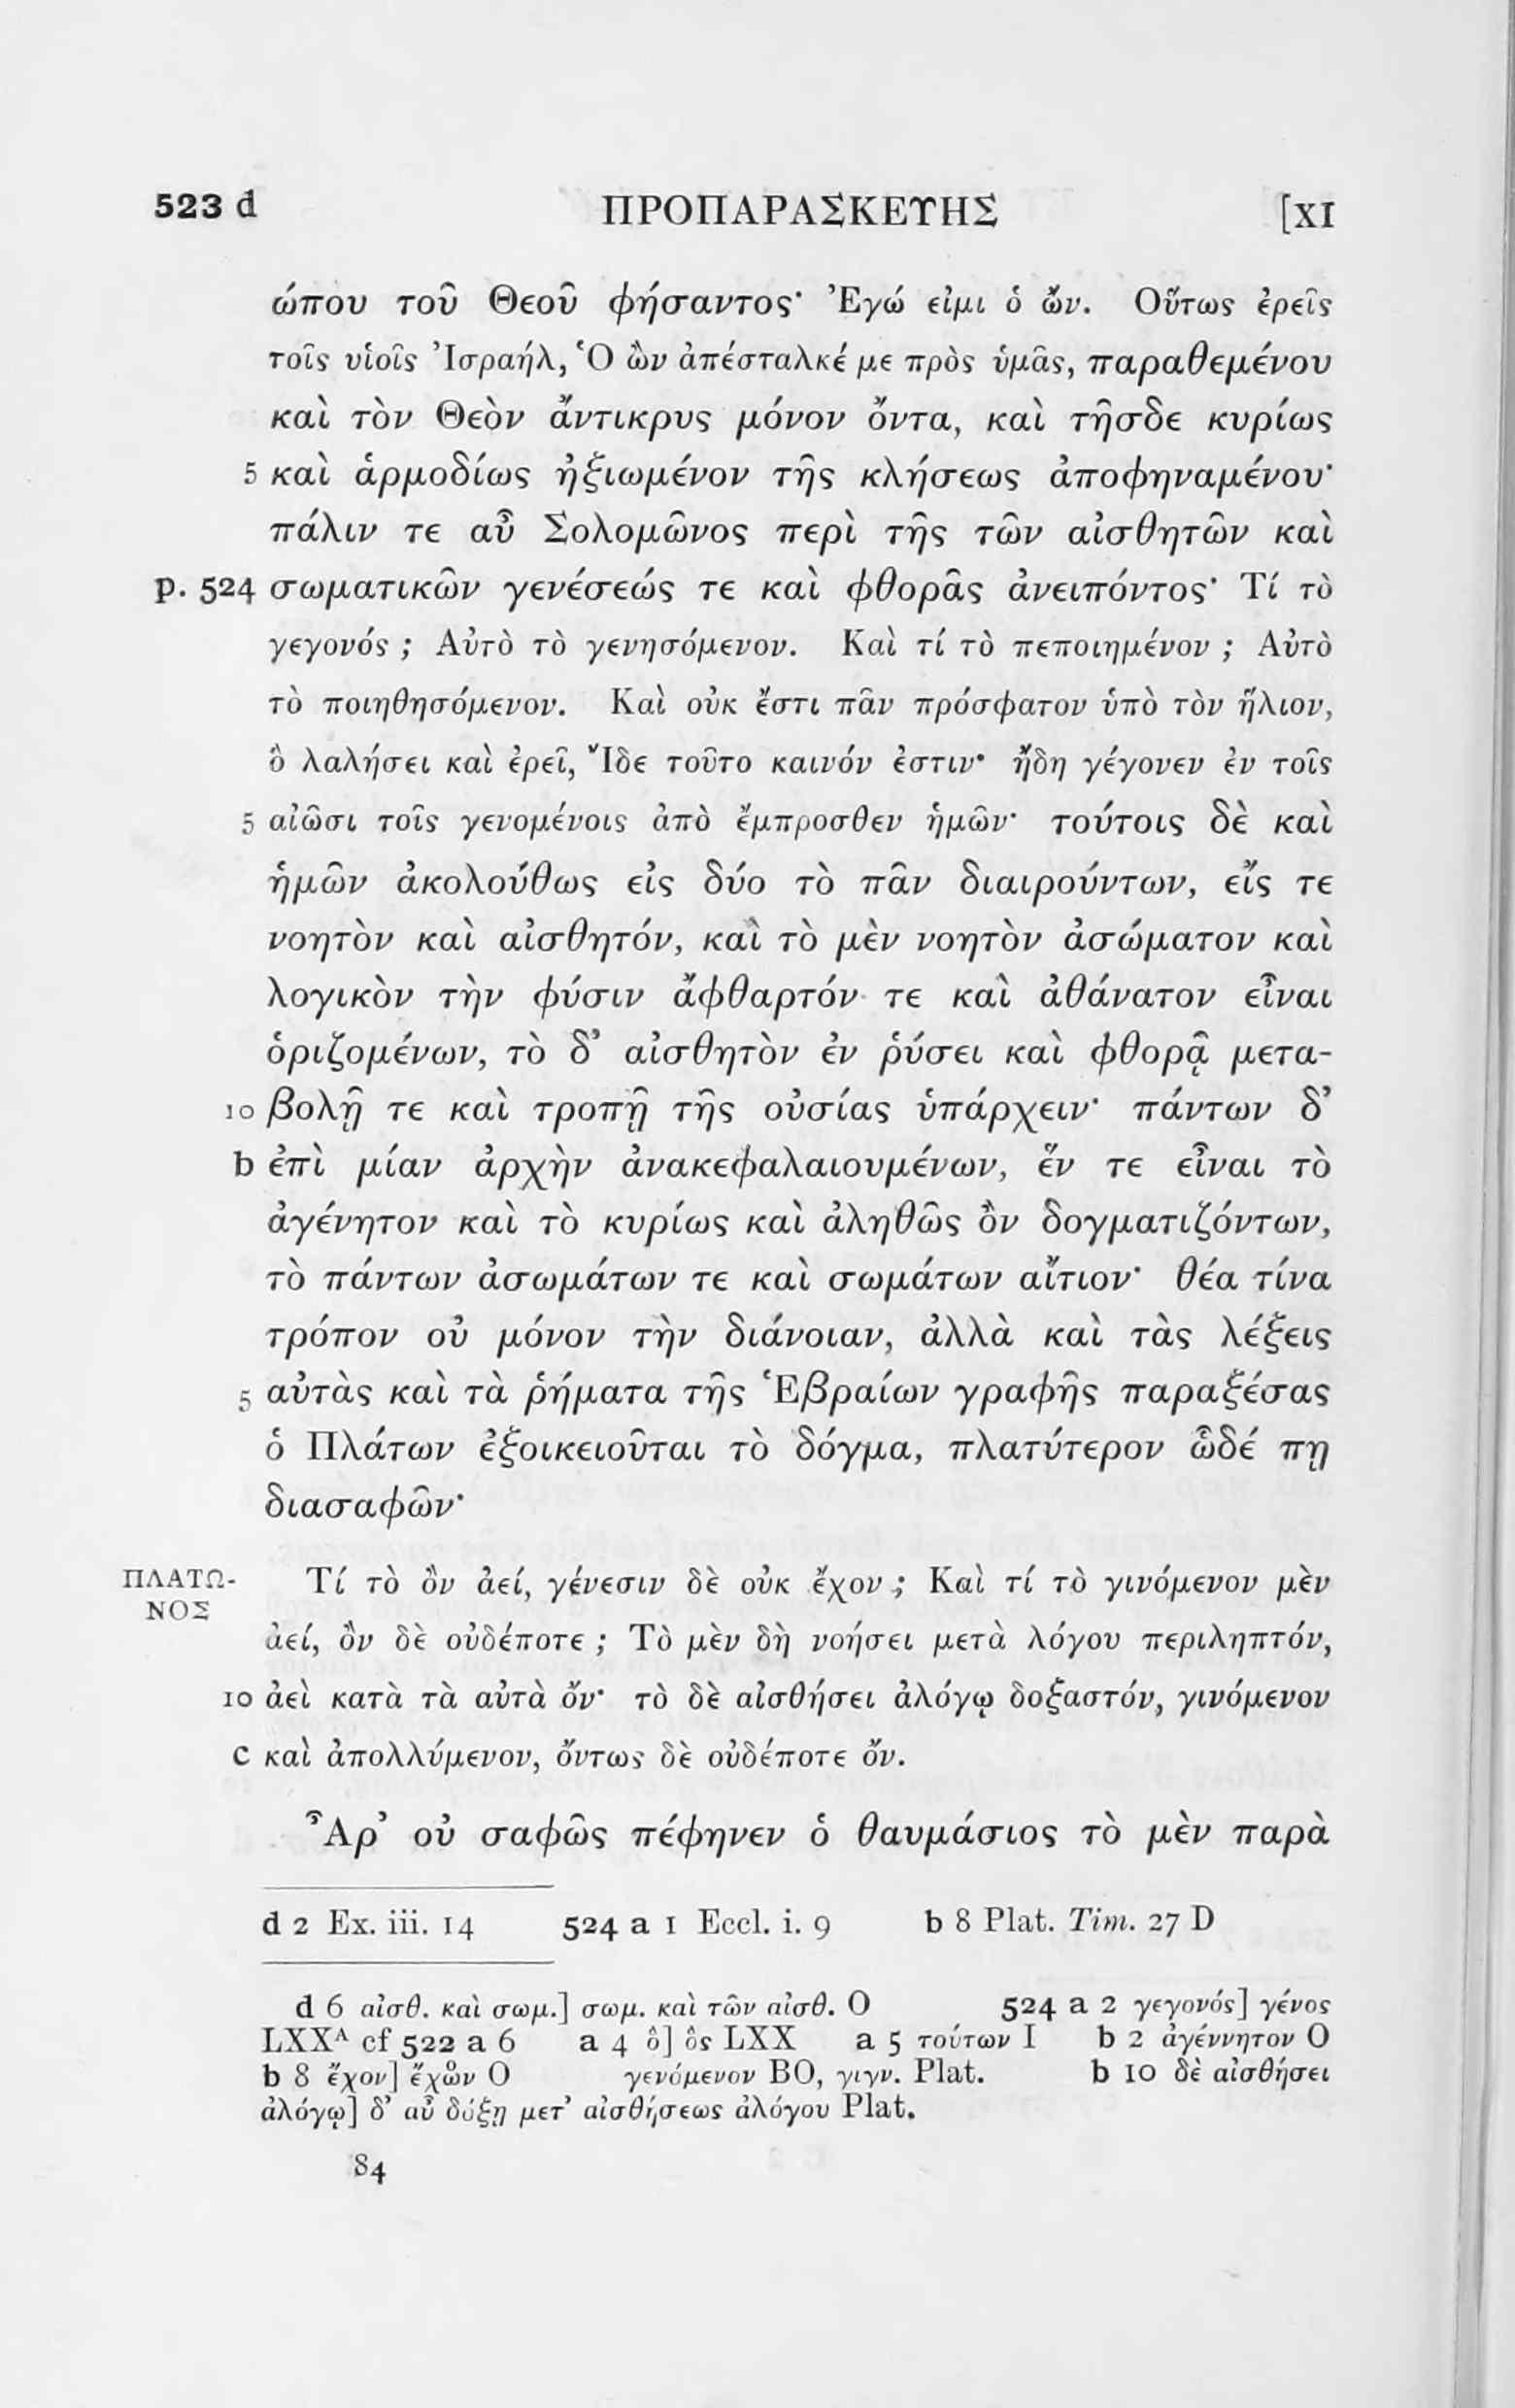 523 d ΠΡΟΠΑΡΑΣΚΕΥΗΣ [XI
ώπου τοῦ Θεοῦ φήσαντος· Ἐγώ εἰμι ὁ ὤν. Οὕτως ἐρεῖς
τοῖς υἱοῖς Ἰσραήλ, Ὁ ὢν ἀπέσταλκέ με πρὸς ὑμᾶς, παραθεμένου
καὶ τὸν Θεὸν ἄντικρυς μόνον ὄντα, καὶ τῆσδε κυρίως
5 καὶ ἁρμοδίως ἠξιωμένον τῆς κλήσεως ἀποφηναμένου·
πάλιν τε αὖ Σολομῶνος περὶ τῆς τῶν αἰσθητῶν καὶ
p. 524 σωματικῶν γενέσεώς τε καὶ φθορᾶς ἀνειπόντος· Τί τὸ
γεγονός; Αὐτὸ τὸ γενησόμενον. Καὶ τί τὸ πεποιημένον; Αὐτὸ
τὸ ποιηθησόμενον. Καὶ οὐκ ἔστι πᾶν πρόσφατον ὑπὸ τὸν ἥλιον,
ὃ λαλήσει καὶ ἐρεῖ, Ἴδε τοῦτο καινόν ἐστιν· ἤδη γέγονεν ἐν τοῖς
5 αἰῶσι τοῖς γενομένοις ἀπὸ ἔμπροσθεν ἡμῶν· τούτοις δὲ καὶ
ἡμῶν ἀκολούθως εἰς δύο τὸ πᾶν διαιρούντων, εἴς τε
νοητὸν καὶ αἰσθητόν, καὶ τὸ μὲν νοητὸν ἀσώματον καὶ
λογικὸν τὴν φύσιν ἄφθαρτόν τε καὶ ἀθάνατον εἶναι
ὁριζομένων, τὸ δ’ αἰσθητὸν ἐν ῥύσει καὶ φθορᾷ μετα-
10 βολῇ τε καὶ τροπῇ τῆς οὐσίας ὑπάρχειν· πάντων δ’
b ἐπὶ μίαν ἀρχὴν ἀνακεφαλαιουμένων, ἕν τε εἶναι τὸ
ἀγένητον καὶ τὸ κυρίως καὶ ἀληθῶς ὂν δογματιζόντων,
τὸ πάντων ἀσωμάτων τε καὶ σωμάτων αἴτιον· θέα τίνα
τρόπον οὐ μόνον τὴν διάνοιαν, ἀλλὰ καὶ τὰς λέξεις
5 αὐτὰς καὶ τὰ ῥήματα τῆς Ἑβραίων γραφῆς παραξέσας
ὁ Πλάτων ἐξοικειοῦται τὸ δόγμα, πλατύτερον ὧδέ πῃ
διασαφῶν·
ΠΛΑΤΩ- Τί τὸ ὂν ἀεί, γένεσιν δὲ οὐκ ἔχον; Καὶ τί τὸ γινόμενον μὲν
ΝΟΣ ἀεί, ὂν δὲ οὐδέποτε; Τὸ μὲν δὴ νοήσει μετὰ λόγου περιληπτόν,
10 ἀεὶ κατὰ τὰ αὐτὰ ὄν· τὸ δὲ αἰσθήσει ἀλόγῳ δοξαστόν, γινόμενον
c καὶ ἀπολλύμενον, ὄντως δὲ οὐδέποτε ὄν.
Ἆρ’ οὐ σαφῶς πέφηνεν ὁ θαυμάσιος τὸ μὲν παρὰ
d 2 Ex. iii. 14 524 a 1 Eccl. i. 9 b 8 Plat. Tim. 27 D
d 6 αἰσθ. καὶ σωμ.] σωμ. καὶ τῶν αἰσθ. O 524 a 2 γεγονός] γένος
LXXᴬ cf 522 a 6 a 4 ὃ] ὃς LXX a 5 τούτων I b 2 ἀγέννητον O
b 8 ἔχον] ἔχων O γενόμενον BO, γιγν. Plat. b 10 δὲ αἰσθήσει
ἀλόγῳ] δ’ αὖ δόξῃ μετ’ αἰσθήσεως ἀλόγου Plat.
84